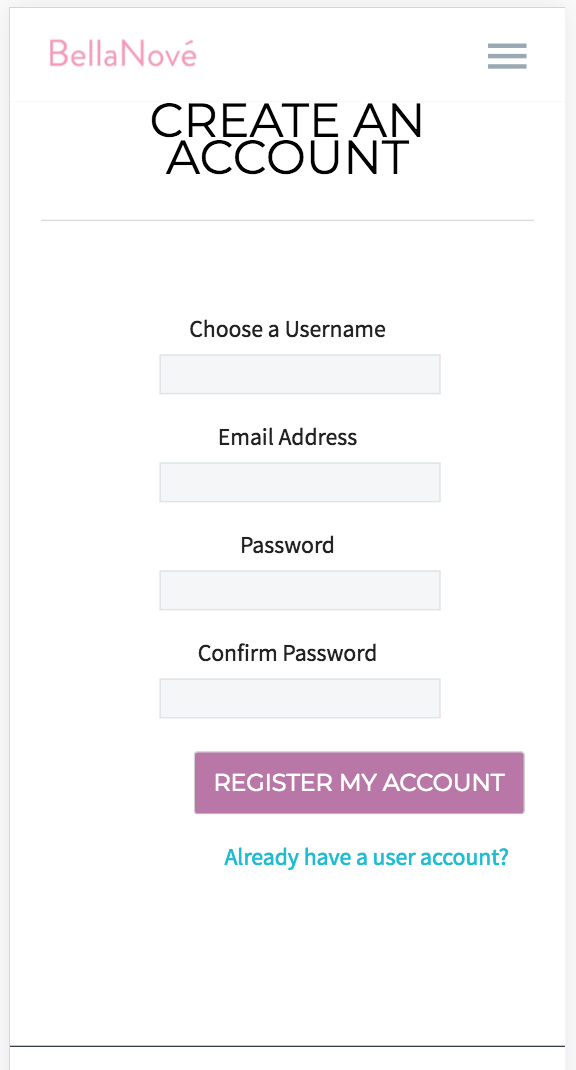 BellaNové
CREATE AN
ACCOUNT
Choose a Username
Email Address
Password
Confirm Password
REGISTER MY ACCOUNT
Already have a user account?